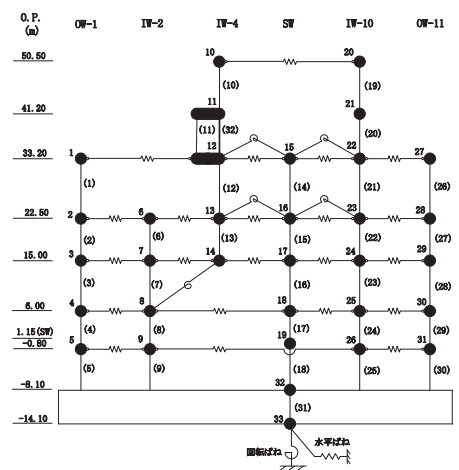 O.P. OW-1 IW-2 IW-4 SW IW-10 OW-11
(m)
50.50 10 20
(10) (19)
41.20 11 21
(11) (32) (20)
33.20 1 12 15 22 27
(1) (12) (14) (21) (26)
22.50 2 6 13 16 23 28
(2) (6) (13) (15) (22) (27)
15.00 3 7 14 17 24 29
(3) (7) (16) (23) (28)
6.00 4 8 18 25 30
(4) (8) (17) (24) (29)
1.15(SW) 19
-0.80 5 9 26 31
(5) (9) (18) (25) (30)
-8.10 32
(31)
-14.10 33
回転ばね 水平ばね